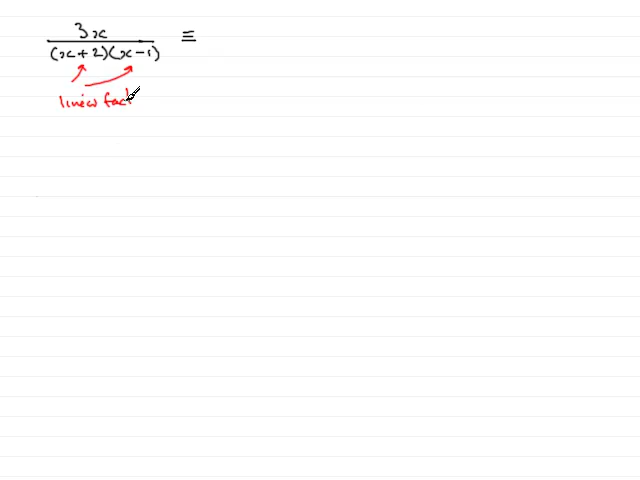 3x ≡
(x+2)(x-1)
linear fact